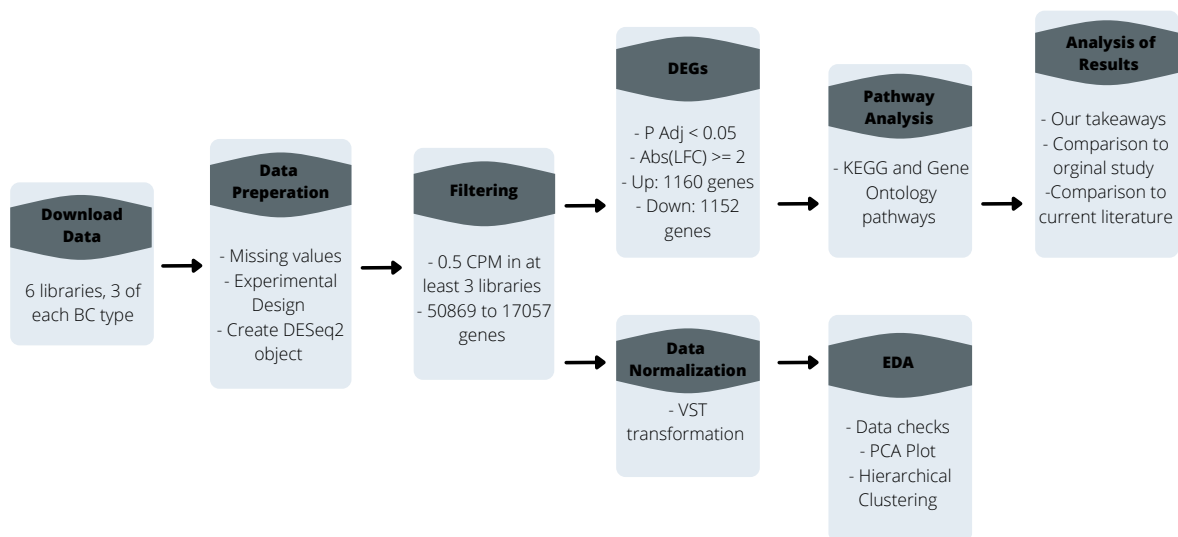 Download
Data
6 libraries, 3 of
each BC type
Data
Preperation
- Missing values
- Experimental
Design
- Create DESeq2
object
Filtering
- 0.5 CPM in at
least 3 libraries
- 50869 to 17057
genes
DEGs
- P Adj < 0.05
- Abs(LFC) >= 2
- Up: 1160 genes
- Down: 1152
genes
Pathway
Analysis
- KEGG and Gene
Ontology
pathways
Analysis of
Results
- Our takeaways
- Comparison to
orginal study
-Comparison to
current literature
Data
Normalization
- VST
transformation
EDA
- Data checks
- PCA Plot
- Hierarchical
Clustering